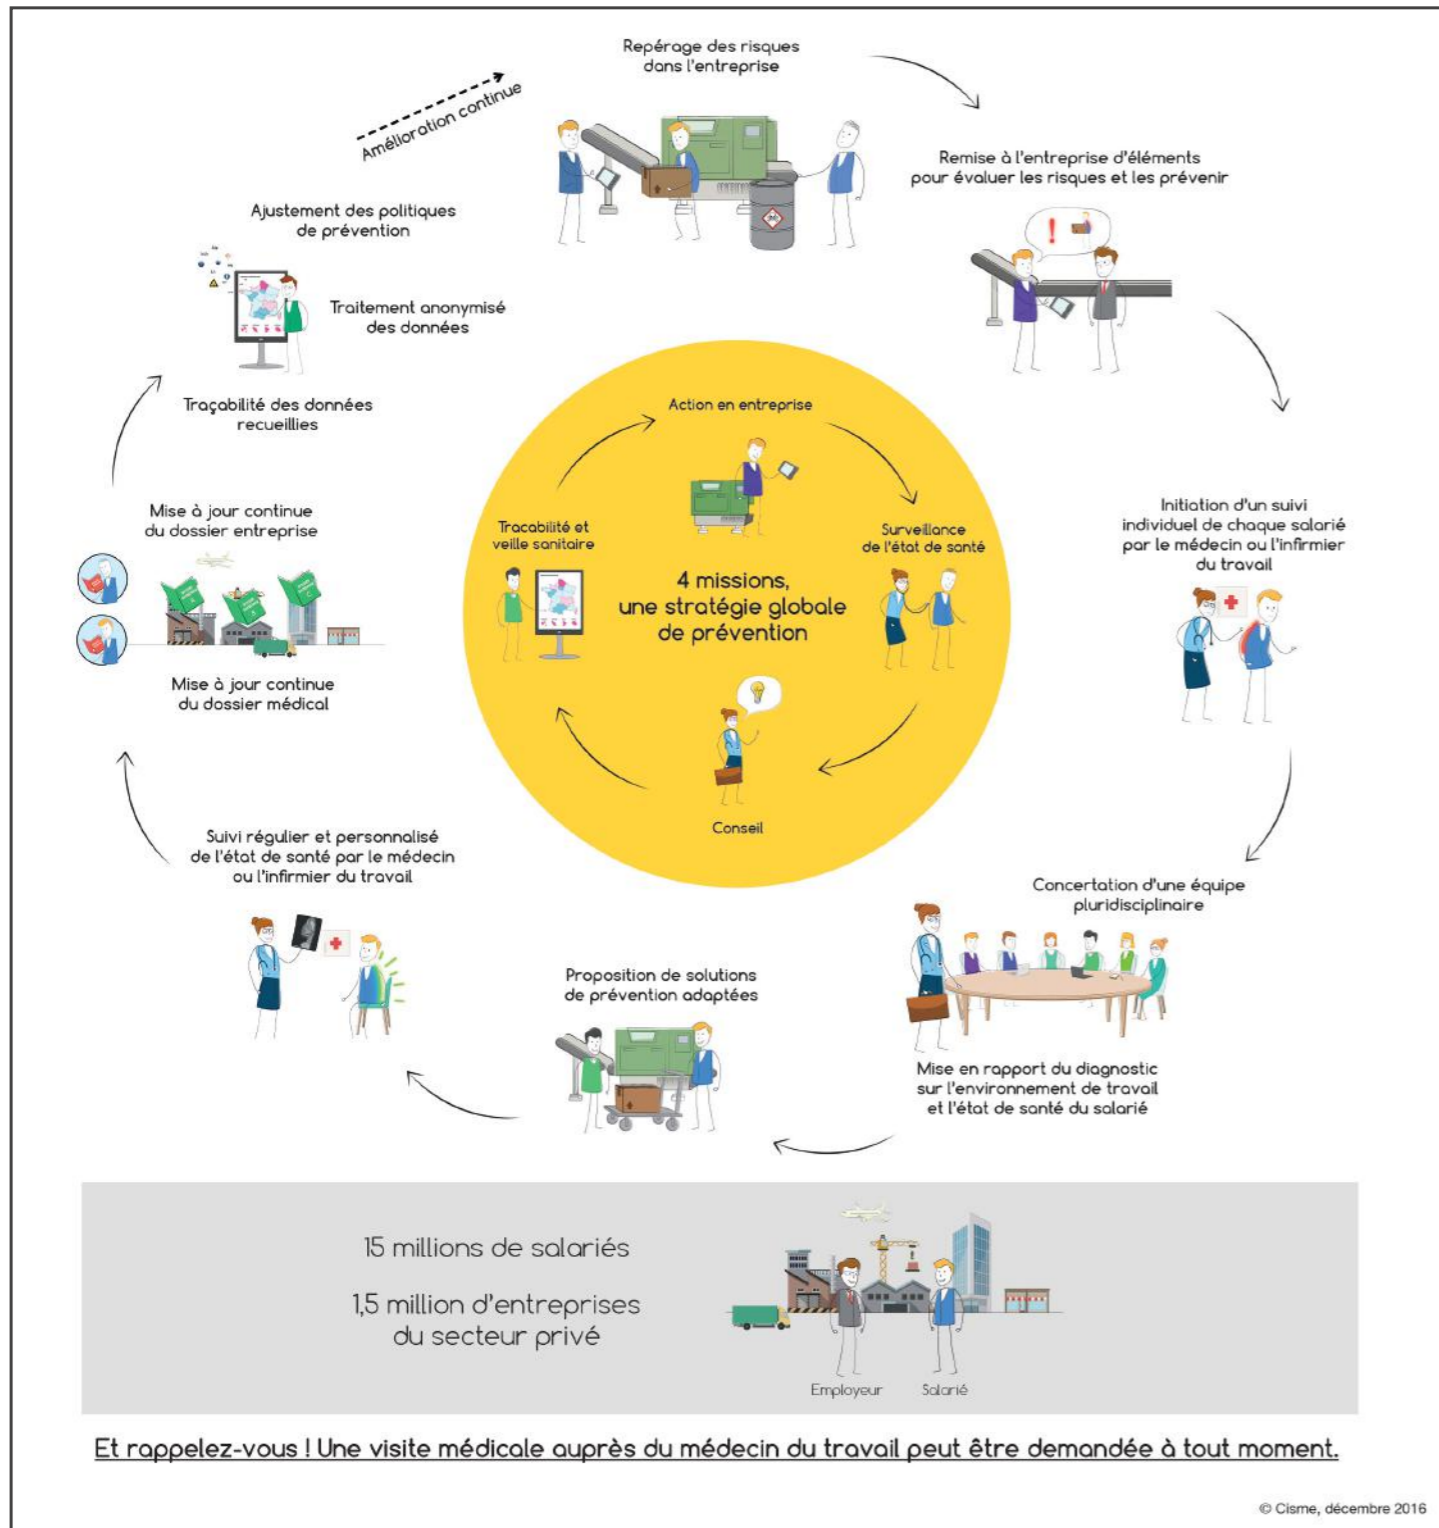 Repérage des risques
dans l'entreprise
Amélioration continue
Remise à l'entreprise d'éléments
pour évaluer les risques et les prévenir
Ajustement des politiques
de prévention
Traitement anonymisé
des données
Traçabilité des données
recueillies
Action en entreprise
Mise à jour continue
du dossier entreprise
Tracabilité et
veille sanitaire
Surveillance
de l'état de santé
Initiation d'un suivi
individuel de chaque salarié
par le médecin ou l'infirmier
du travail
4 missions,
une stratégie globale
de prévention
Mise à jour continue
du dossier médical
Conseil
Suivi régulier et personnalisé
de l'état de santé par le médecin
ou l'infirmier du travail
Concertation d'une équipe
pluridisciplinaire
Proposition de solutions
de prévention adaptées
Mise en rapport du diagnostic
sur l'environnement de travail
et l'état de santé du salarié
15 millions de salariés
1,5 million d'entreprises
du secteur privé
Employeur
Salarié
Et rappelez-vous ! Une visite médicale auprès du médecin du travail peut être demandée à tout moment.
© Cisme, décembre 2016